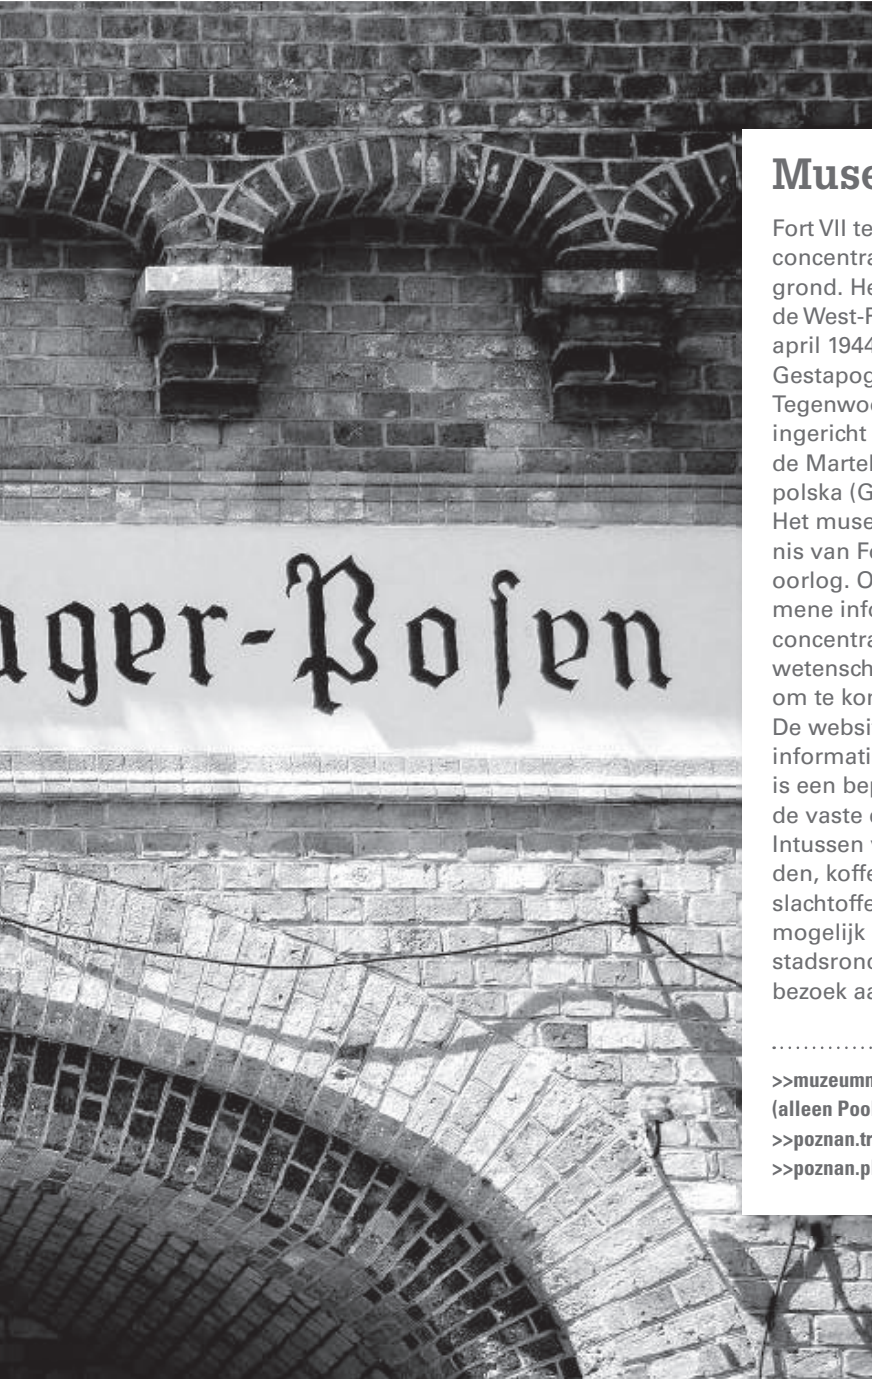 ager-Poſen
Muse
Fort VII te
concentra
grond. He
de West-P
april 1944
Gestapog
Tegenwoo
ingericht
de Martel
polska (G
Het muse
nis van Fo
oorlog. O
mene info
concentra
wetensch
om te kon
De websi
informati
is een bep
de vaste c
Intussen
den, koffe
slachtoffe
mogelijk
stadsrond
bezoek aa
>>muzeumn
(alleen Pool
>>poznan.tr
>>poznan.pl